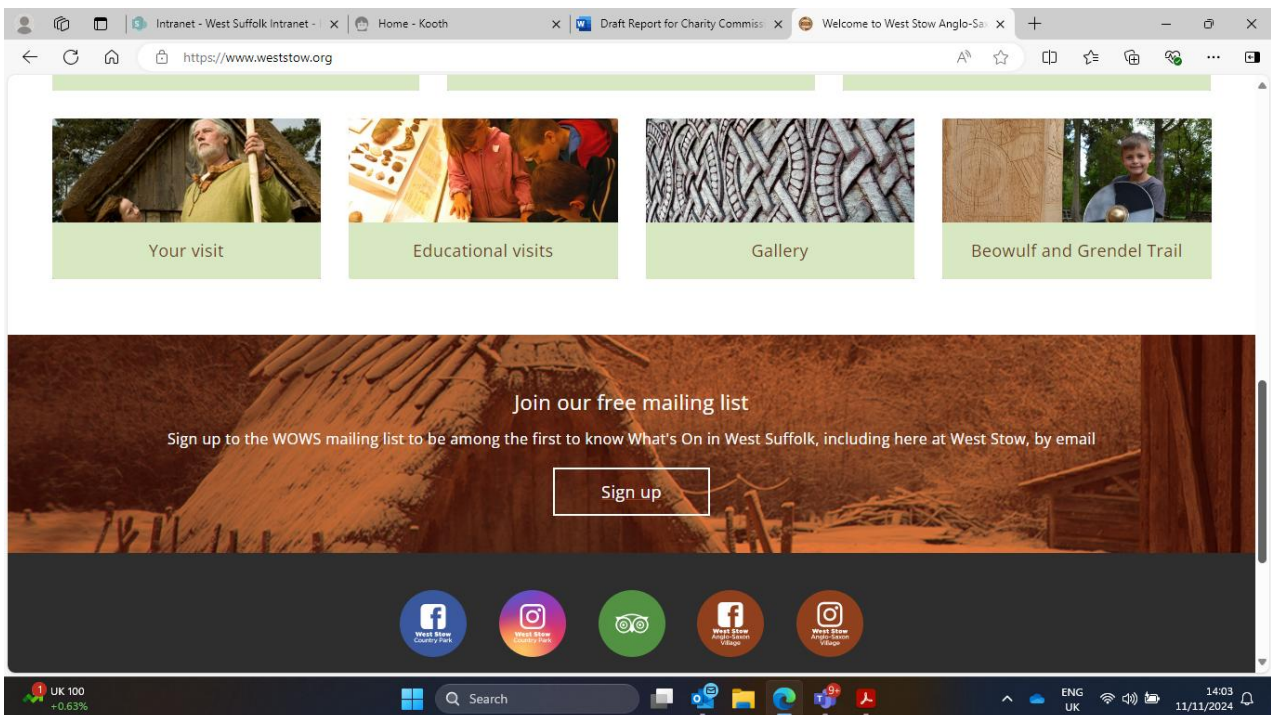 Intranet - West Suffolk Intranet -
Home - Kooth
Draft Report for Charity Commiss
Welcome to West Stow Anglo-Sax
https://www.weststow.org
Your visit
Educational visits
Gallery
Beowulf and Grendel Trail
Join our free mailing list
Sign up to the WOWS mailing list to be among the first to know What's On in West Suffolk, including here at West Stow, by email
Sign up
West Stow
Country Park
West Stow
Country Park
West Stow
Anglo-Saxon
Village
West Stow
Anglo-Saxon
Village
1
UK 100
+0.63%
Search
9+
ENG
UK
14:03
11/11/2024